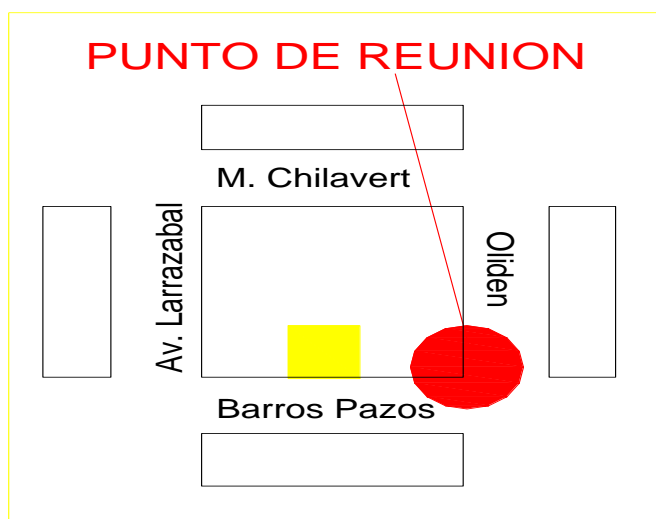 PUNTO DE REUNION
M. Chilavert
Av. Larrazabal
Oliden
Barros Pazos